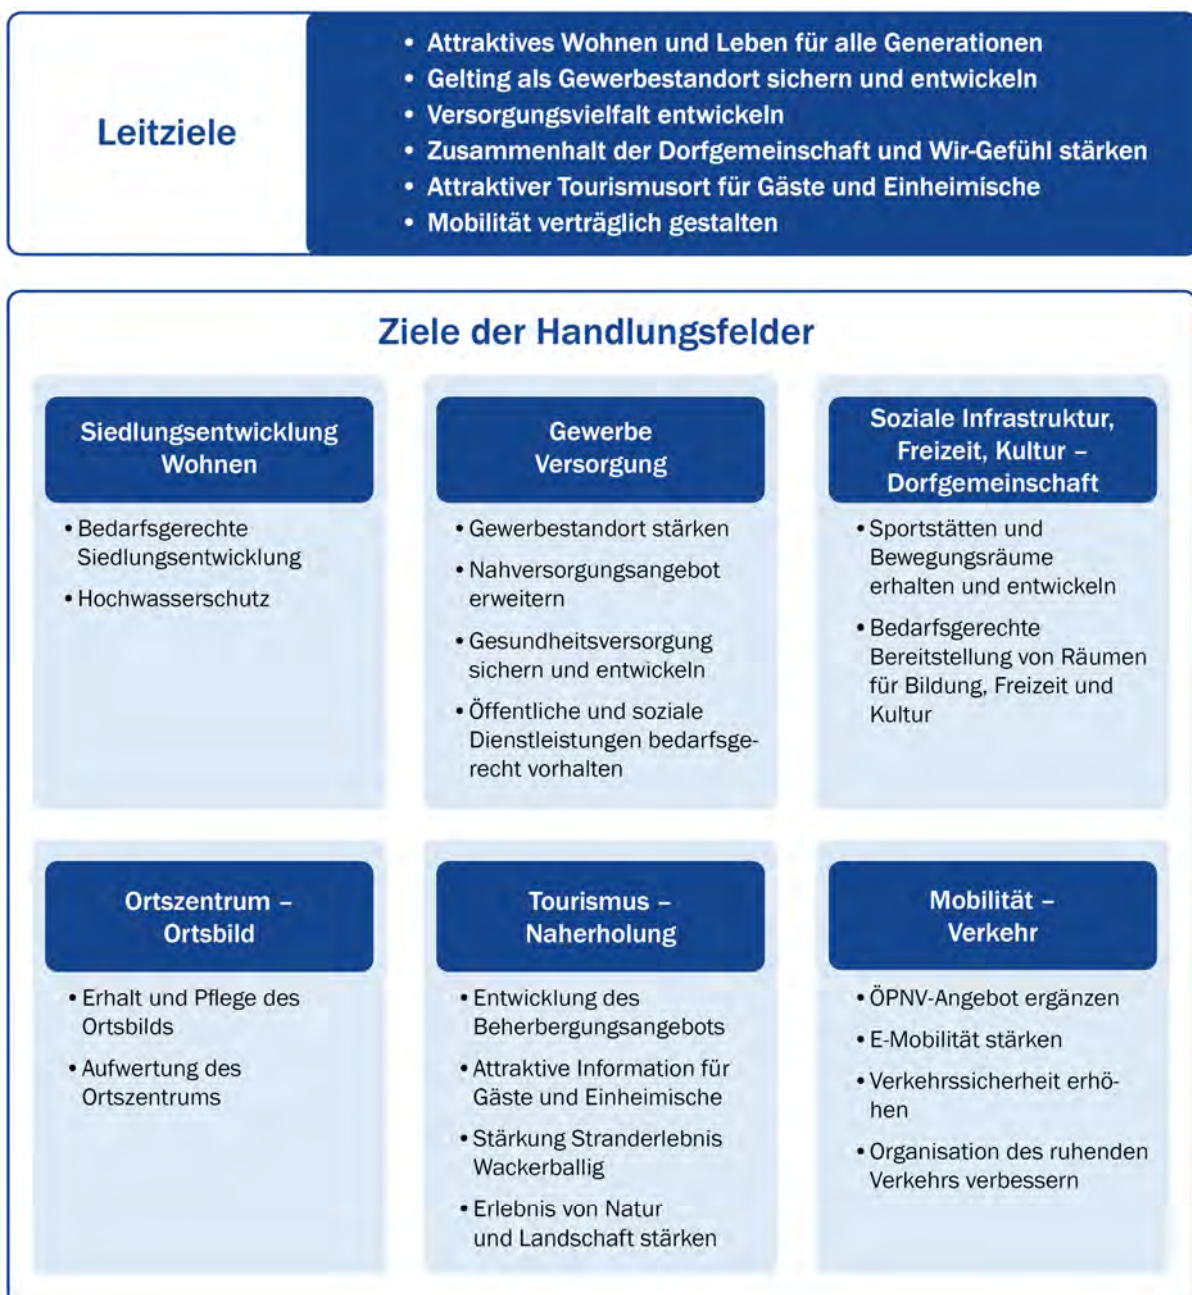 Leitziele
• Attraktives Wohnen und Leben für alle Generationen
• Gelting als Gewerbestandort sichern und entwickeln
• Versorgungsvielfalt entwickeln
• Zusammenhalt der Dorfgemeinschaft und Wir-Gefühl stärken
• Attraktiver Tourismusort für Gäste und Einheimische
• Mobilität verträglich gestalten
Ziele der Handlungsfelder
Siedlungsentwicklung
Wohnen
• Bedarfsgerechte
Siedlungsentwicklung
• Hochwasserschutz
Gewerbe
Versorgung
• Gewerbestandort stärken
• Nahversorgungsangebot
erweitern
• Gesundheitsversorgung
sichern und entwickeln
• Öffentliche und soziale
Dienstleistungen bedarfsge-
recht vorhalten
Soziale Infrastruktur,
Freizeit, Kultur –
Dorfgemeinschaft
• Sportstätten und
Bewegungsräume
erhalten und entwickeln
• Bedarfsgerechte
Bereitstellung von Räumen
für Bildung, Freizeit und
Kultur
Ortszentrum –
Ortsbild
• Erhalt und Pflege des
Ortsbilds
• Aufwertung des
Ortszentrums
Tourismus –
Naherholung
• Entwicklung des
Beherbergungsangebots
• Attraktive Information für
Gäste und Einheimische
• Stärkung Stranderlebnis
Wackerballig
• Erlebnis von Natur
und Landschaft stärken
Mobilität –
Verkehr
• ÖPNV-Angebot ergänzen
• E-Mobilität stärken
• Verkehrssicherheit erhö-
hen
• Organisation des ruhenden
Verkehrs verbessern